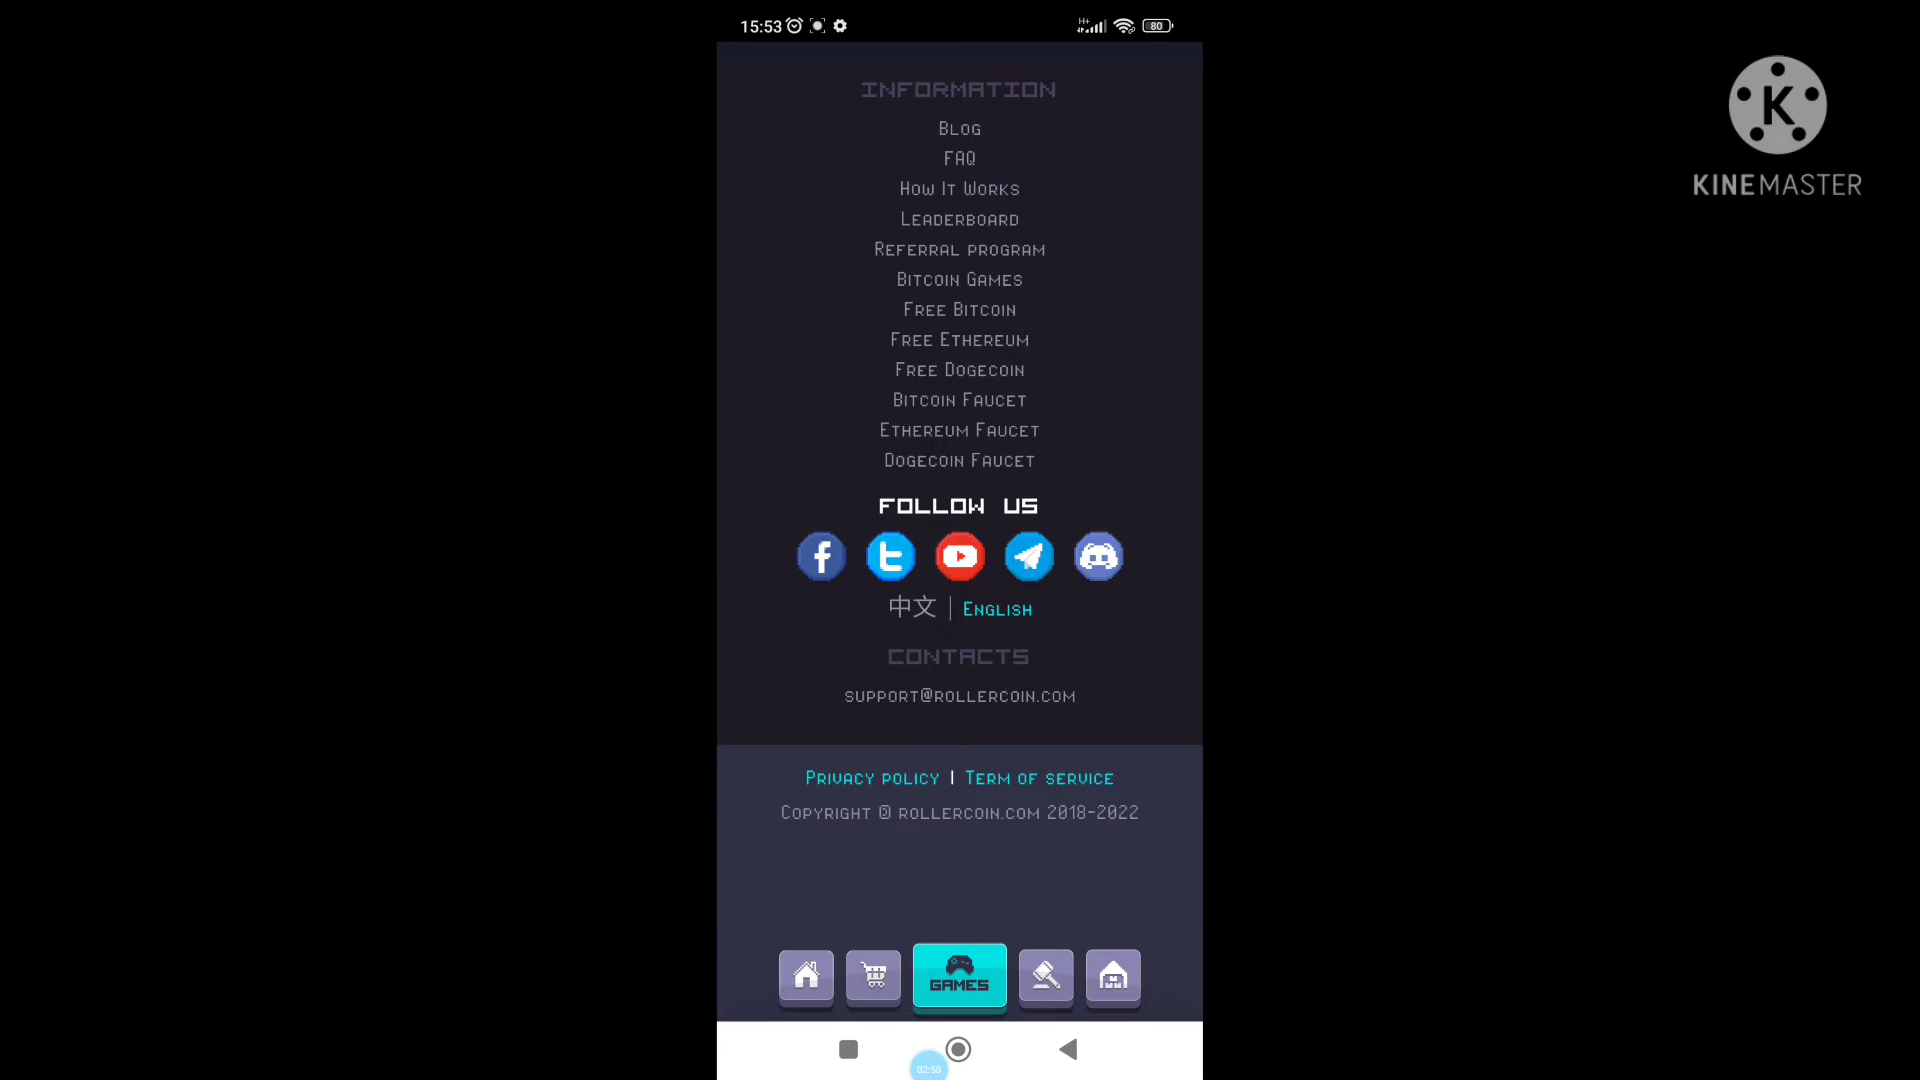 15:53
H+
80
INFORMATION
BLOG
FAQ
HOW IT WORKS
LEADERBOARD
REFERRAL PROGRAM
BITCOIN GAMES
FREE BITCOIN
FREE ETHEREUM
FREE DOGECOIN
BITCOIN FAUCET
ETHEREUM FAUCET
DOGECOIN FAUCET
FOLLOW US
中文 | ENGLISH
CONTACTS
SUPPORT@ROLLERCOIN.COM
PRIVACY POLICY | TERM OF SERVICE
COPYRIGHT © ROLLERCOIN.COM 2018-2022
GAMES
02:58
K
KINEMASTER